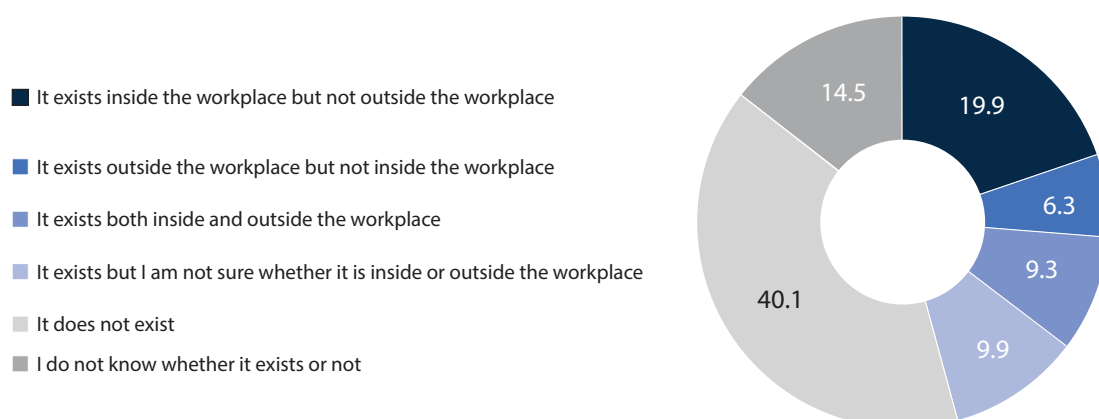 It exists inside the workplace but not outside the workplace
It exists outside the workplace but not inside the workplace
It exists both inside and outside the workplace
It exists but I am not sure whether it is inside or outside the workplace
It does not exist
I do not know whether it exists or not
14.5
19.9
6.3
9.3
40.1
9.9